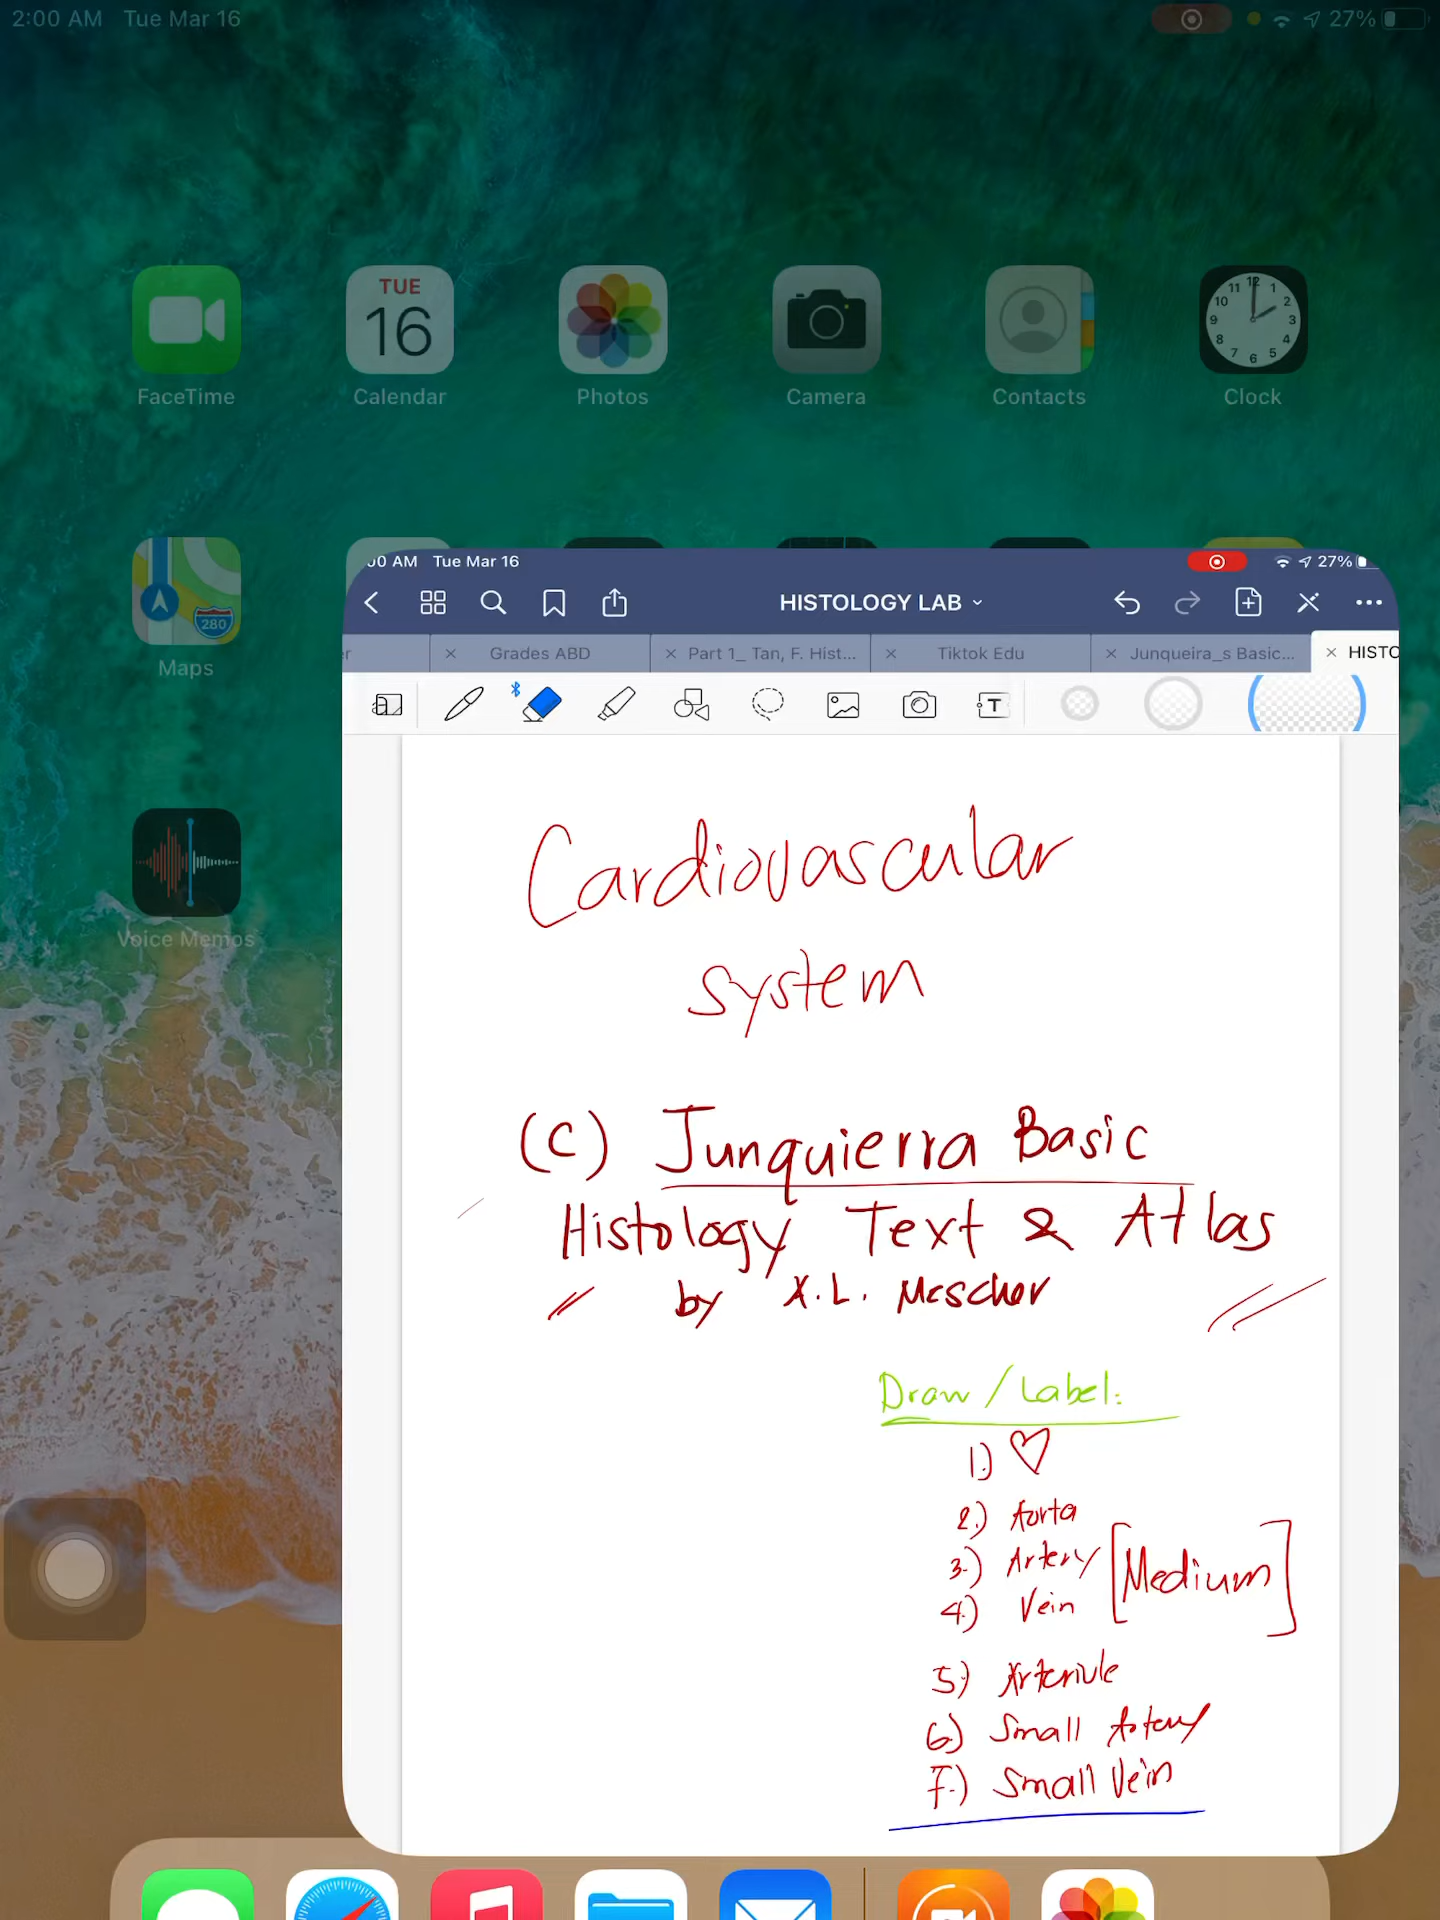 2:00 AM Tue Mar 16
27%
TUE
16
FaceTime
Calendar
Photos
Camera
Contacts
Clock
280
Maps
Voice Memos
00 AM Tue Mar 16
27%
HISTOLOGY LAB
er
Grades ABD
Part 1_ Tan, F. Hist...
Tiktok Edu
Junqueira_s Basic...
HISTO
Cardiovascular
system
(C) Junquierra Basic
Histology Text & Atlas
by A.L. Mescher
Draw / Label:
1.)
2.) Aorta
3.) Artery
4.) Vein
[Medium]
5.) Arteriole
6.) Small Artery
7.) Small Vein